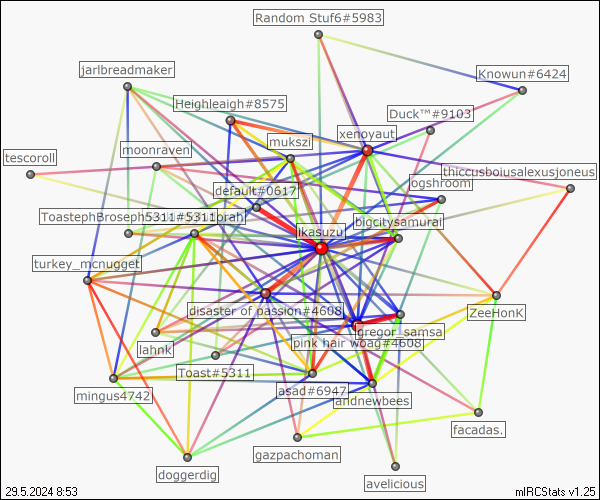 Random Stuf6#5983
jarlbreadmaker
Knowun#6424
Heighleigh#8575
Duck™#9103
xenoyaut
mukszi
moonraven
tescoroll
thiccusboiusalexusjoneus
default#0617
ogshroom
ToastephBroseph5311#5311brah
bigcitysamurai
ikasuzu
turkey_mcnugget
disaster of passion#4608
ZeeHonK
gregor_samsa
pink hair woag#4608
lahnk
Toast#5311
asad#6947
mingus4742
andnewbees
facadas.
gazpachoman
doggerdig
avelicious
29.5.2024 8:53
mIRCStats v1.25